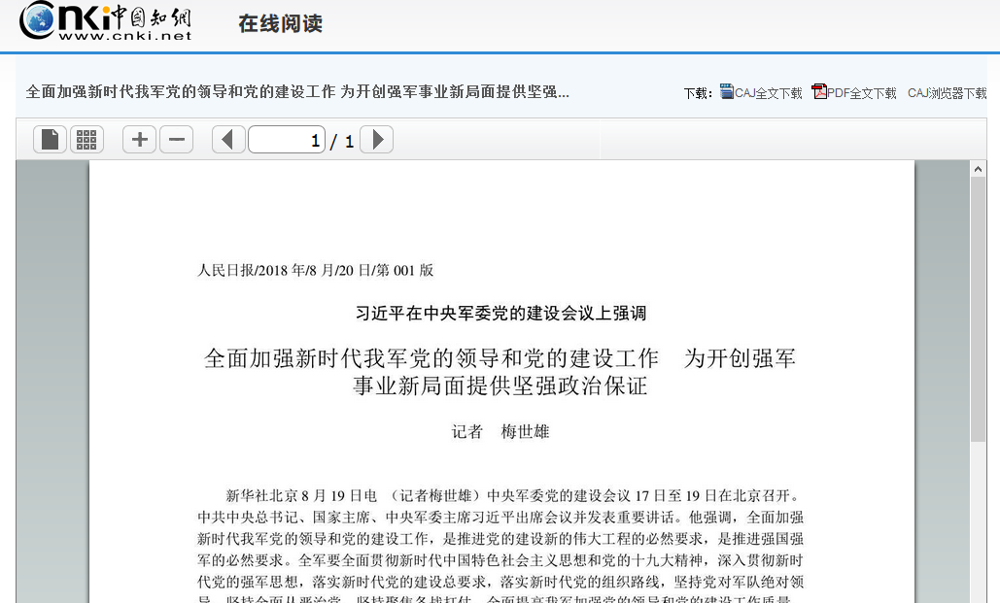 cnki中国知網
www.cnki.net
在线阅读
全面加强新时代我军党的领导和党的建设工作 为开创强军事业新局面提供坚强...
下载： CAJ全文下载 PDF全文下载 CAJ浏览器下载
1 / 1
人民日报/2018 年/8 月/20 日/第 001 版
习近平在中央军委党的建设会议上强调
全面加强新时代我军党的领导和党的建设工作 为开创强军
事业新局面提供坚强政治保证
记者 梅世雄
新华社北京 8 月 19 日电 （记者梅世雄）中央军委党的建设会议 17 日至 19 日在北京召开。
中共中央总书记、国家主席、中央军委主席习近平出席会议并发表重要讲话。他强调，全面加强
新时代我军党的领导和党的建设工作，是推进党的建设新的伟大工程的必然要求，是推进强国强
军的必然要求。全军要全面贯彻新时代中国特色社会主义思想和党的十九大精神，深入贯彻新时
代党的强军思想，落实新时代党的建设总要求，落实新时代党的组织路线，坚持党对军队绝对领
导，坚持全面从严治党，坚持聚焦备战打仗，全面提高我军加强党的领导和党的建设工作质量，